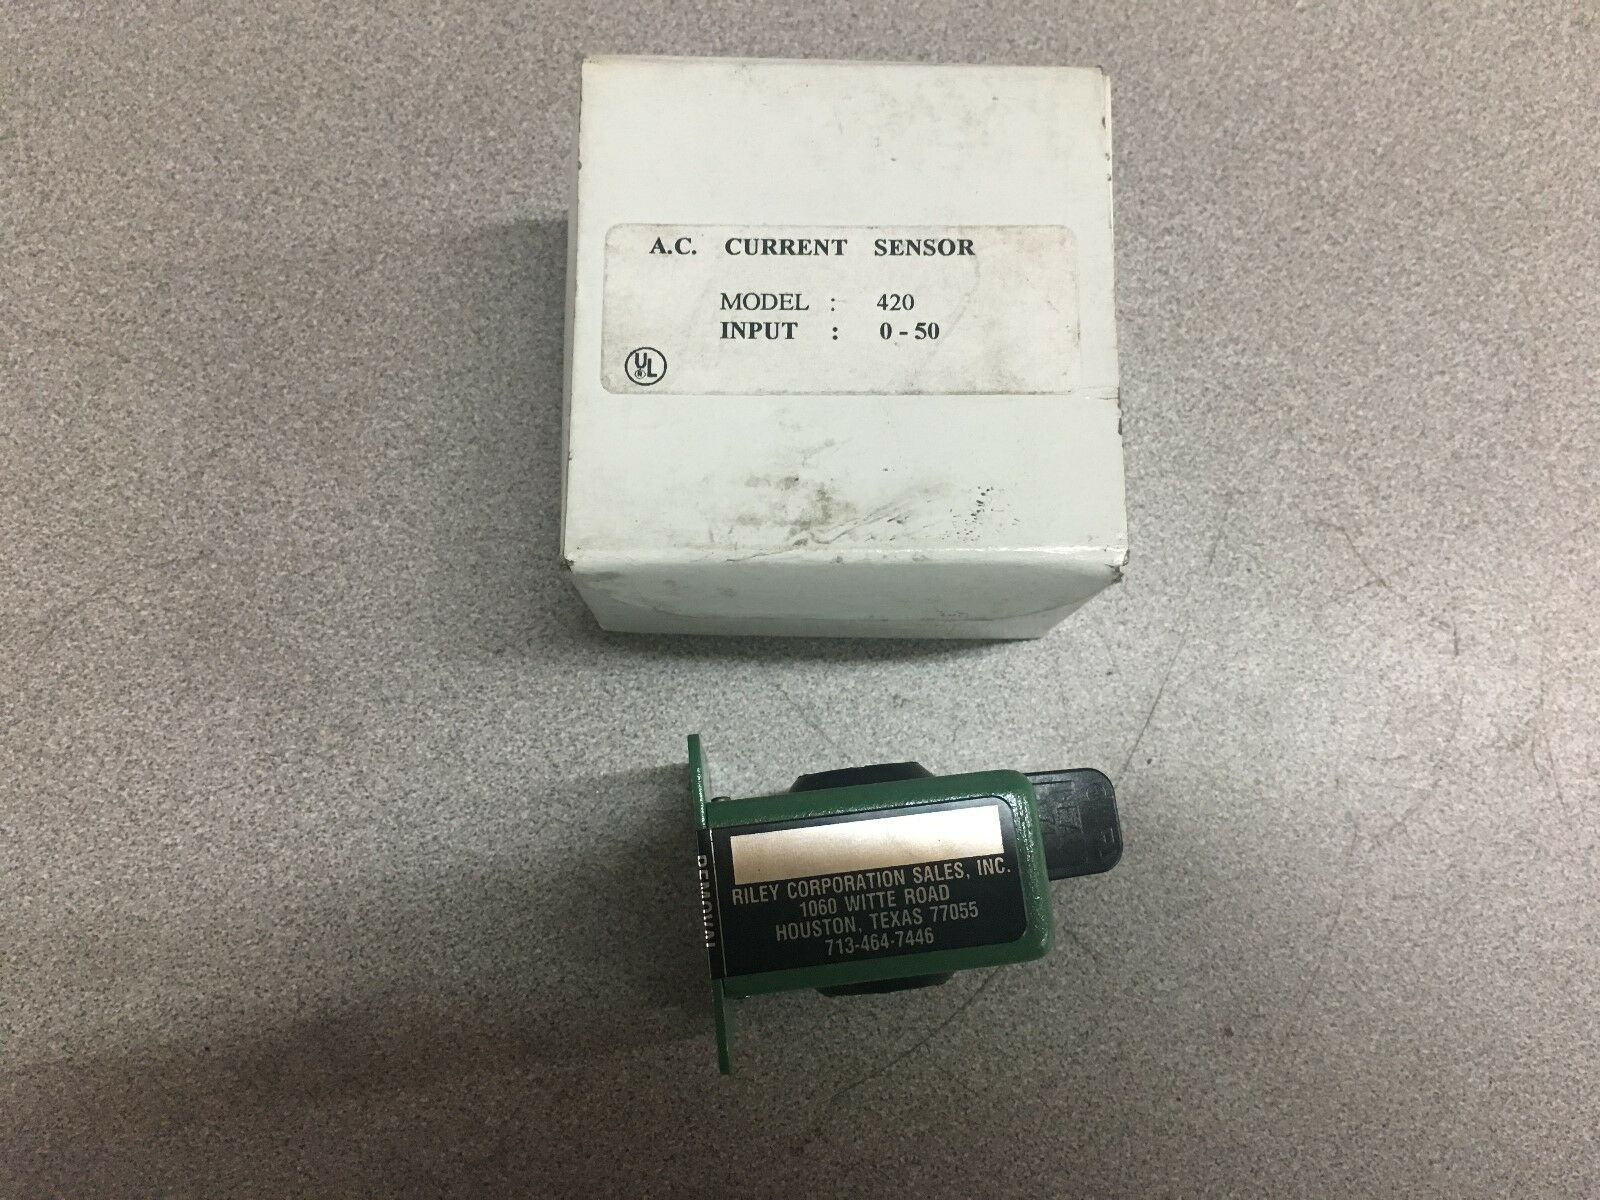 A.C. CURRENT SENSOR
MODEL : 420
INPUT : 0 - 50
UL
RILEY CORPORATION SALES, INC.
1060 WITTE ROAD
HOUSTON, TEXAS 77055
713-464-7446
REMOVAL